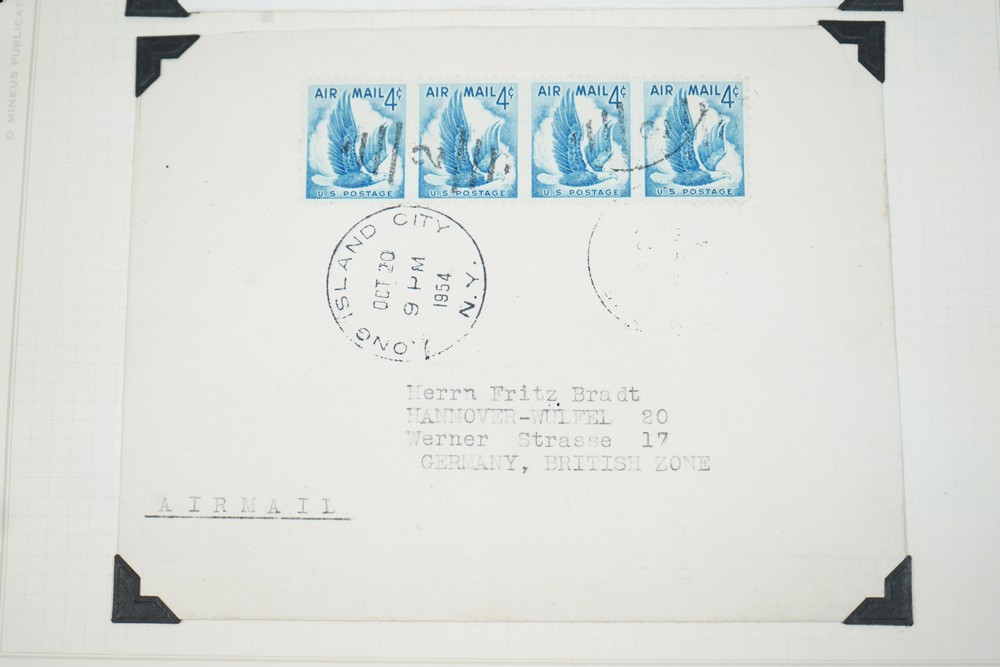 © MINKUS
AIR MAIL 4¢ AIR MAIL 4¢ AIR MAIL 4¢ AIR MAIL 4¢
U.S. POSTAGE U.S. POSTAGE U.S. POSTAGE U.S. POSTAGE
LONG ISLAND CITY N.Y.
OCT 20
9 PM
1954
Herrn Fritz Bradt
HANNOVER-WÜLFEL 20
Werner Strasse 17
GERMANY, BRITISH ZONE
AIRMAIL